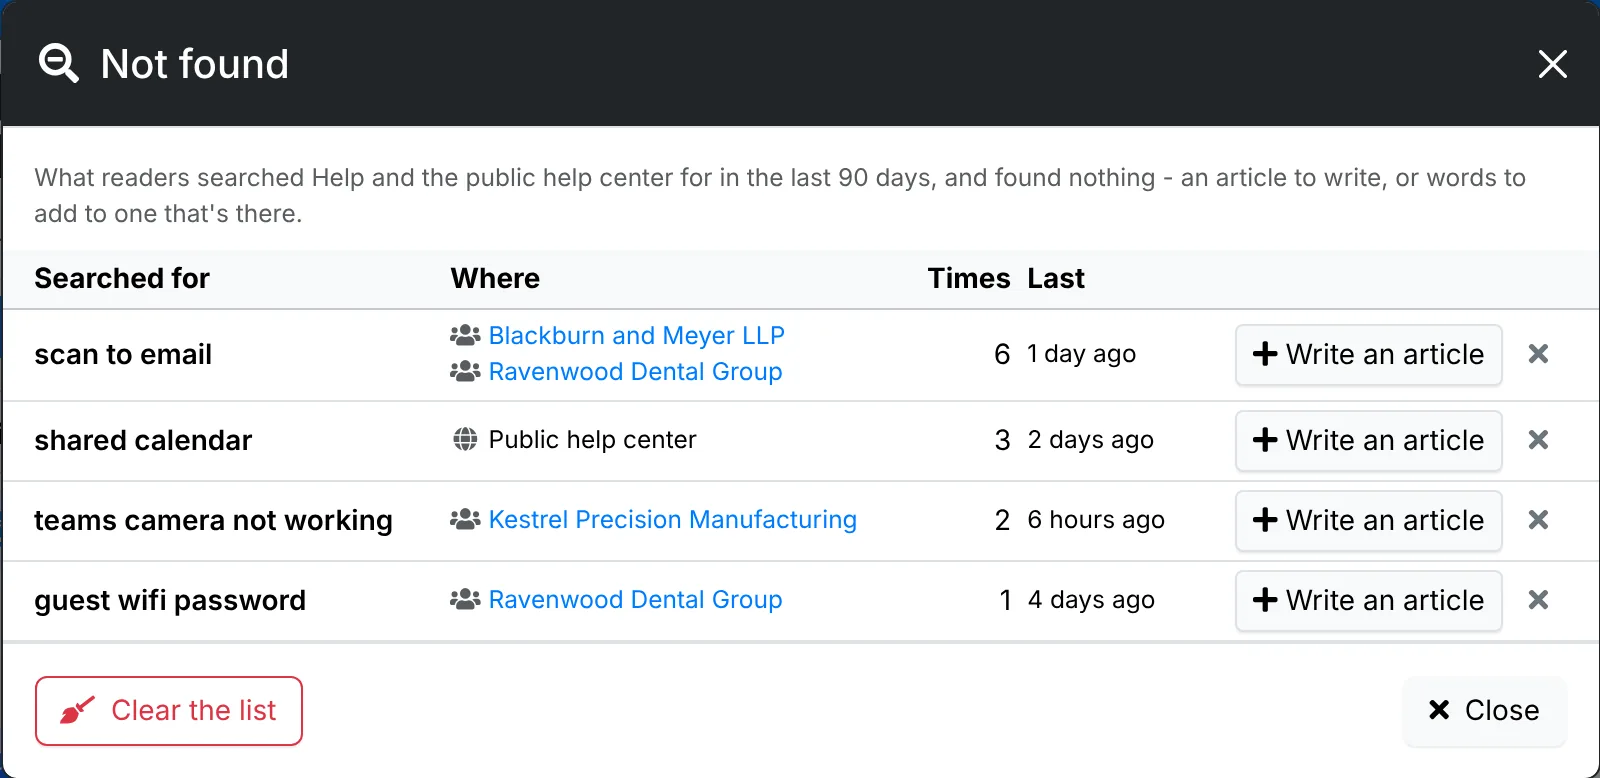 Not found
What readers searched Help and the public help center for in the last 90 days, and found nothing - an article to write, or words to
add to one that's there.
Searched for Where Times Last
scan to email Blackburn and Meyer LLP 6 1 day ago Write an article
Ravenwood Dental Group
shared calendar Public help center 3 2 days ago Write an article
teams camera not working Kestrel Precision Manufacturing 2 6 hours ago Write an article
guest wifi password Ravenwood Dental Group 1 4 days ago Write an article
Clear the list Close